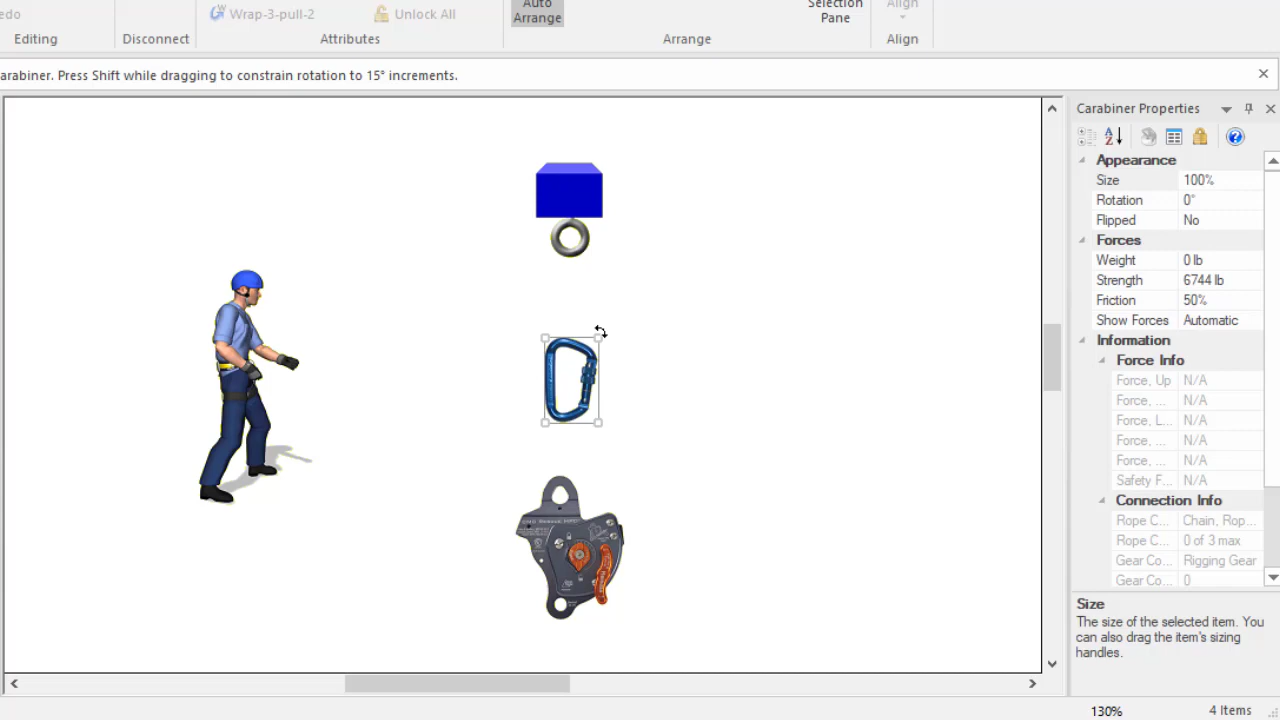 edo
Wrap-3-pull-2
Unlock All
Auto
Arrange
Selection
Pane
Align
Editing
Disconnect
Attributes
Arrange
Align
arabiner. Press Shift while dragging to constrain rotation to 15° increments.
Carabiner Properties
Appearance
Size 100%
Rotation 0°
Flipped No
Forces
Weight 0 lb
Strength 6744 lb
Friction 50%
Show Forces Automatic
Information
Force Info
Force, Up N/A
Force, ... N/A
Force, L... N/A
Force, ... N/A
Force, ... N/A
Safety F... N/A
Connection Info
Rope C... Chain, Rop...
Rope C... 0 of 3 max
Gear Co... Rigging Gear
Gear Co... 0
Size
The size of the selected item. You
can also drag the item's sizing
handles.
130%
4 Items